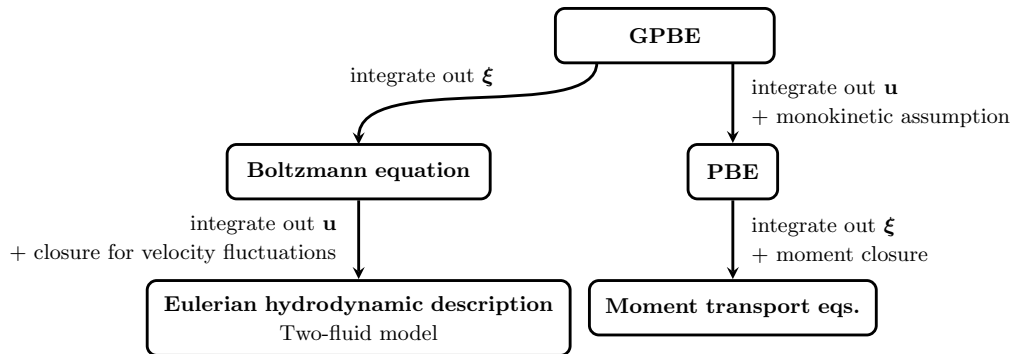 GPBE
integrate out ξ
integrate out u
+ monokinetic assumption
Boltzmann equation
PBE
integrate out u
+ closure for velocity fluctuations
integrate out ξ
+ moment closure
Eulerian hydrodynamic description
Two-fluid model
Moment transport eqs.